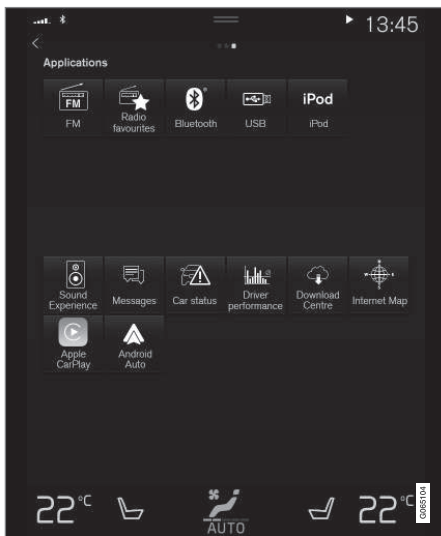 13:45
Applications
FM
FM Radio favourites Bluetooth USB iPod
iPod
Sound Experience Messages Car status Driver performance Download Centre Internet Map
Apple CarPlay Android Auto
22°C AUTO 22°C
G065104